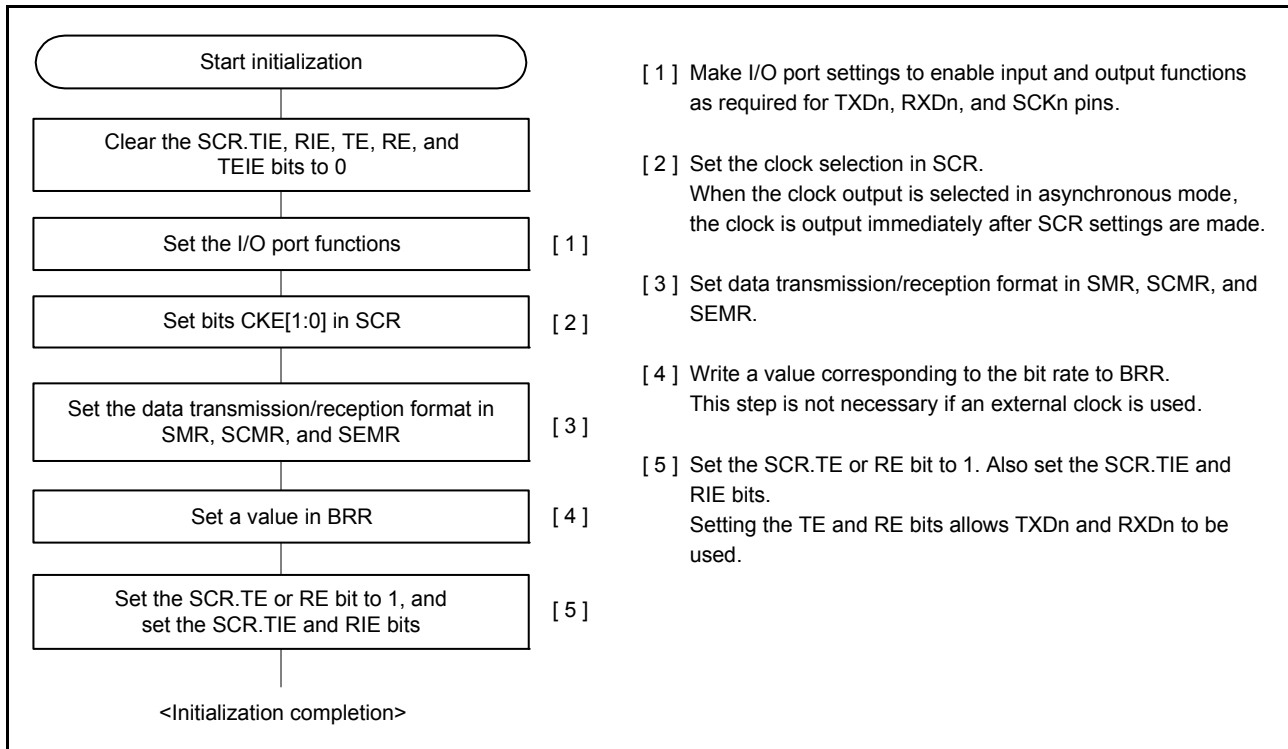 Start initialization
Clear the SCR.TIE, RIE, TE, RE, and
TEIE bits to 0
Set the I/O port functions
[ 1 ]
Set bits CKE[1:0] in SCR
[ 2 ]
Set the data transmission/reception format in
SMR, SCMR, and SEMR
[ 3 ]
Set a value in BRR
[ 4 ]
Set the SCR.TE or RE bit to 1, and
set the SCR.TIE and RIE bits
[ 5 ]
<Initialization completion>
[ 1 ] Make I/O port settings to enable input and output functions
as required for TXDn, RXDn, and SCKn pins.
[ 2 ] Set the clock selection in SCR.
When the clock output is selected in asynchronous mode,
the clock is output immediately after SCR settings are made.
[ 3 ] Set data transmission/reception format in SMR, SCMR, and
SEMR.
[ 4 ] Write a value corresponding to the bit rate to BRR.
This step is not necessary if an external clock is used.
[ 5 ] Set the SCR.TE or RE bit to 1. Also set the SCR.TIE and
RIE bits.
Setting the TE and RE bits allows TXDn and RXDn to be
used.